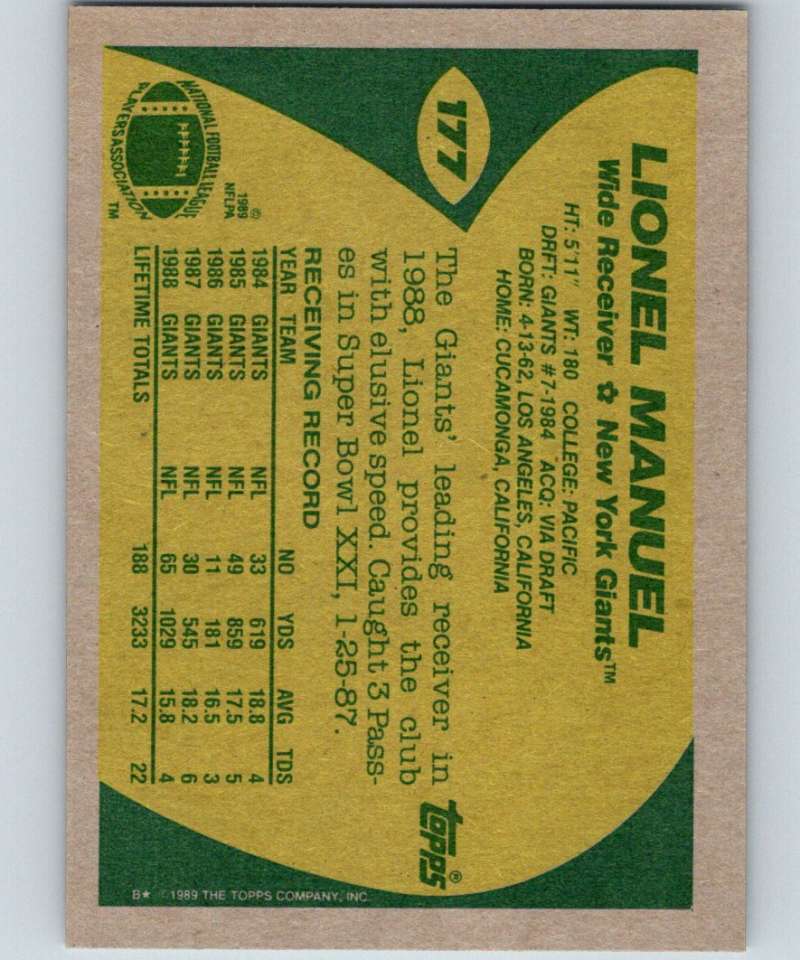 177
LIONEL MANUEL
Wide Receiver ✿ New York Giants™
HT: 5'11" WT: 180 COLLEGE: PACIFIC
DRFT: GIANTS #7-1984 ACQ: VIA DRAFT
BORN: 4-13-62, LOS ANGELES, CALIFORNIA
HOME: CUCAMONGA, CALIFORNIA
The Giants' leading receiver in
1988, Lionel provides the club
with elusive speed. Caught 3 Pass-
es in Super Bowl XXI, 1-25-87.
RECEIVING RECORD
YEAR TEAM NO YDS AVG TDS
1984 GIANTS NFL 33 619 18.8 4
1985 GIANTS NFL 49 859 17.5 5
1986 GIANTS NFL 11 181 16.5 3
1987 GIANTS NFL 30 545 18.2 6
1988 GIANTS NFL 65 1029 15.8 4
LIFETIME TOTALS 188 3233 17.2 22
NATIONAL FOOTBALL LEAGUE
PLAYERS ASSOCIATION
™
©
1989
NFLPA
topps®
B★ ©1989 THE TOPPS COMPANY, INC.